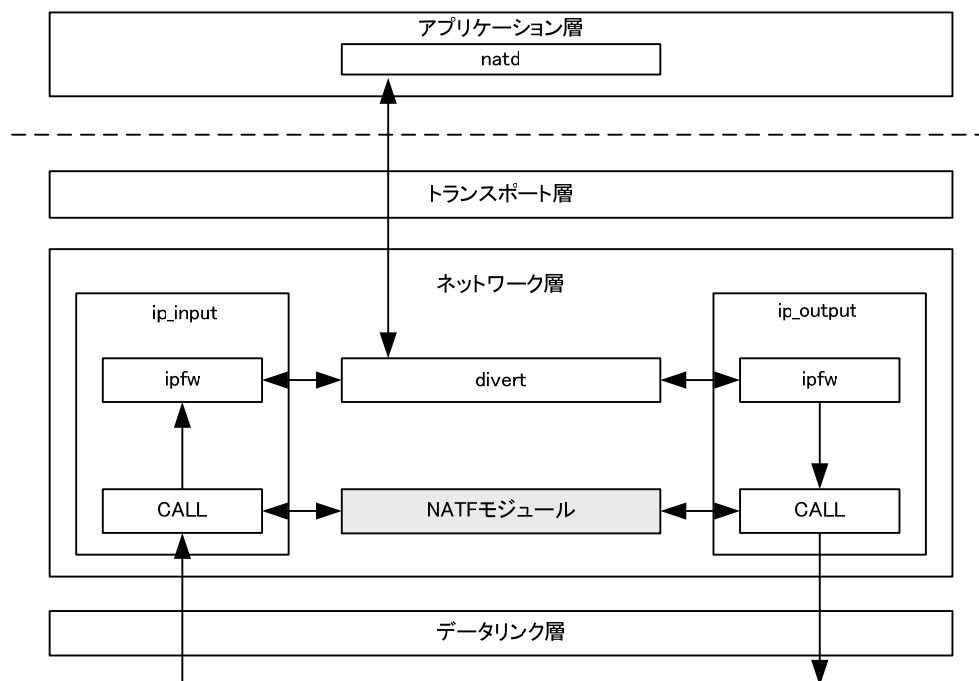 アプリケーション層
natd
トランスポート層
ネットワーク層
ip_input
ip_output
ipfw
divert
ipfw
CALL
NATFモジュール
CALL
データリンク層